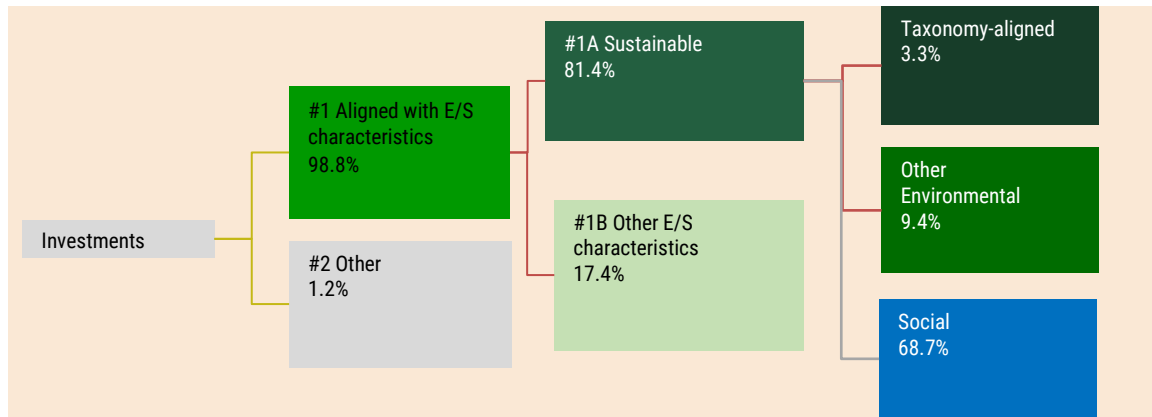 Investments
#1 Aligned with E/S
characteristics
98.8%
#2 Other
1.2%
#1A Sustainable
81.4%
#1B Other E/S
characteristics
17.4%
Taxonomy-aligned
3.3%
Other
Environmental
9.4%
Social
68.7%